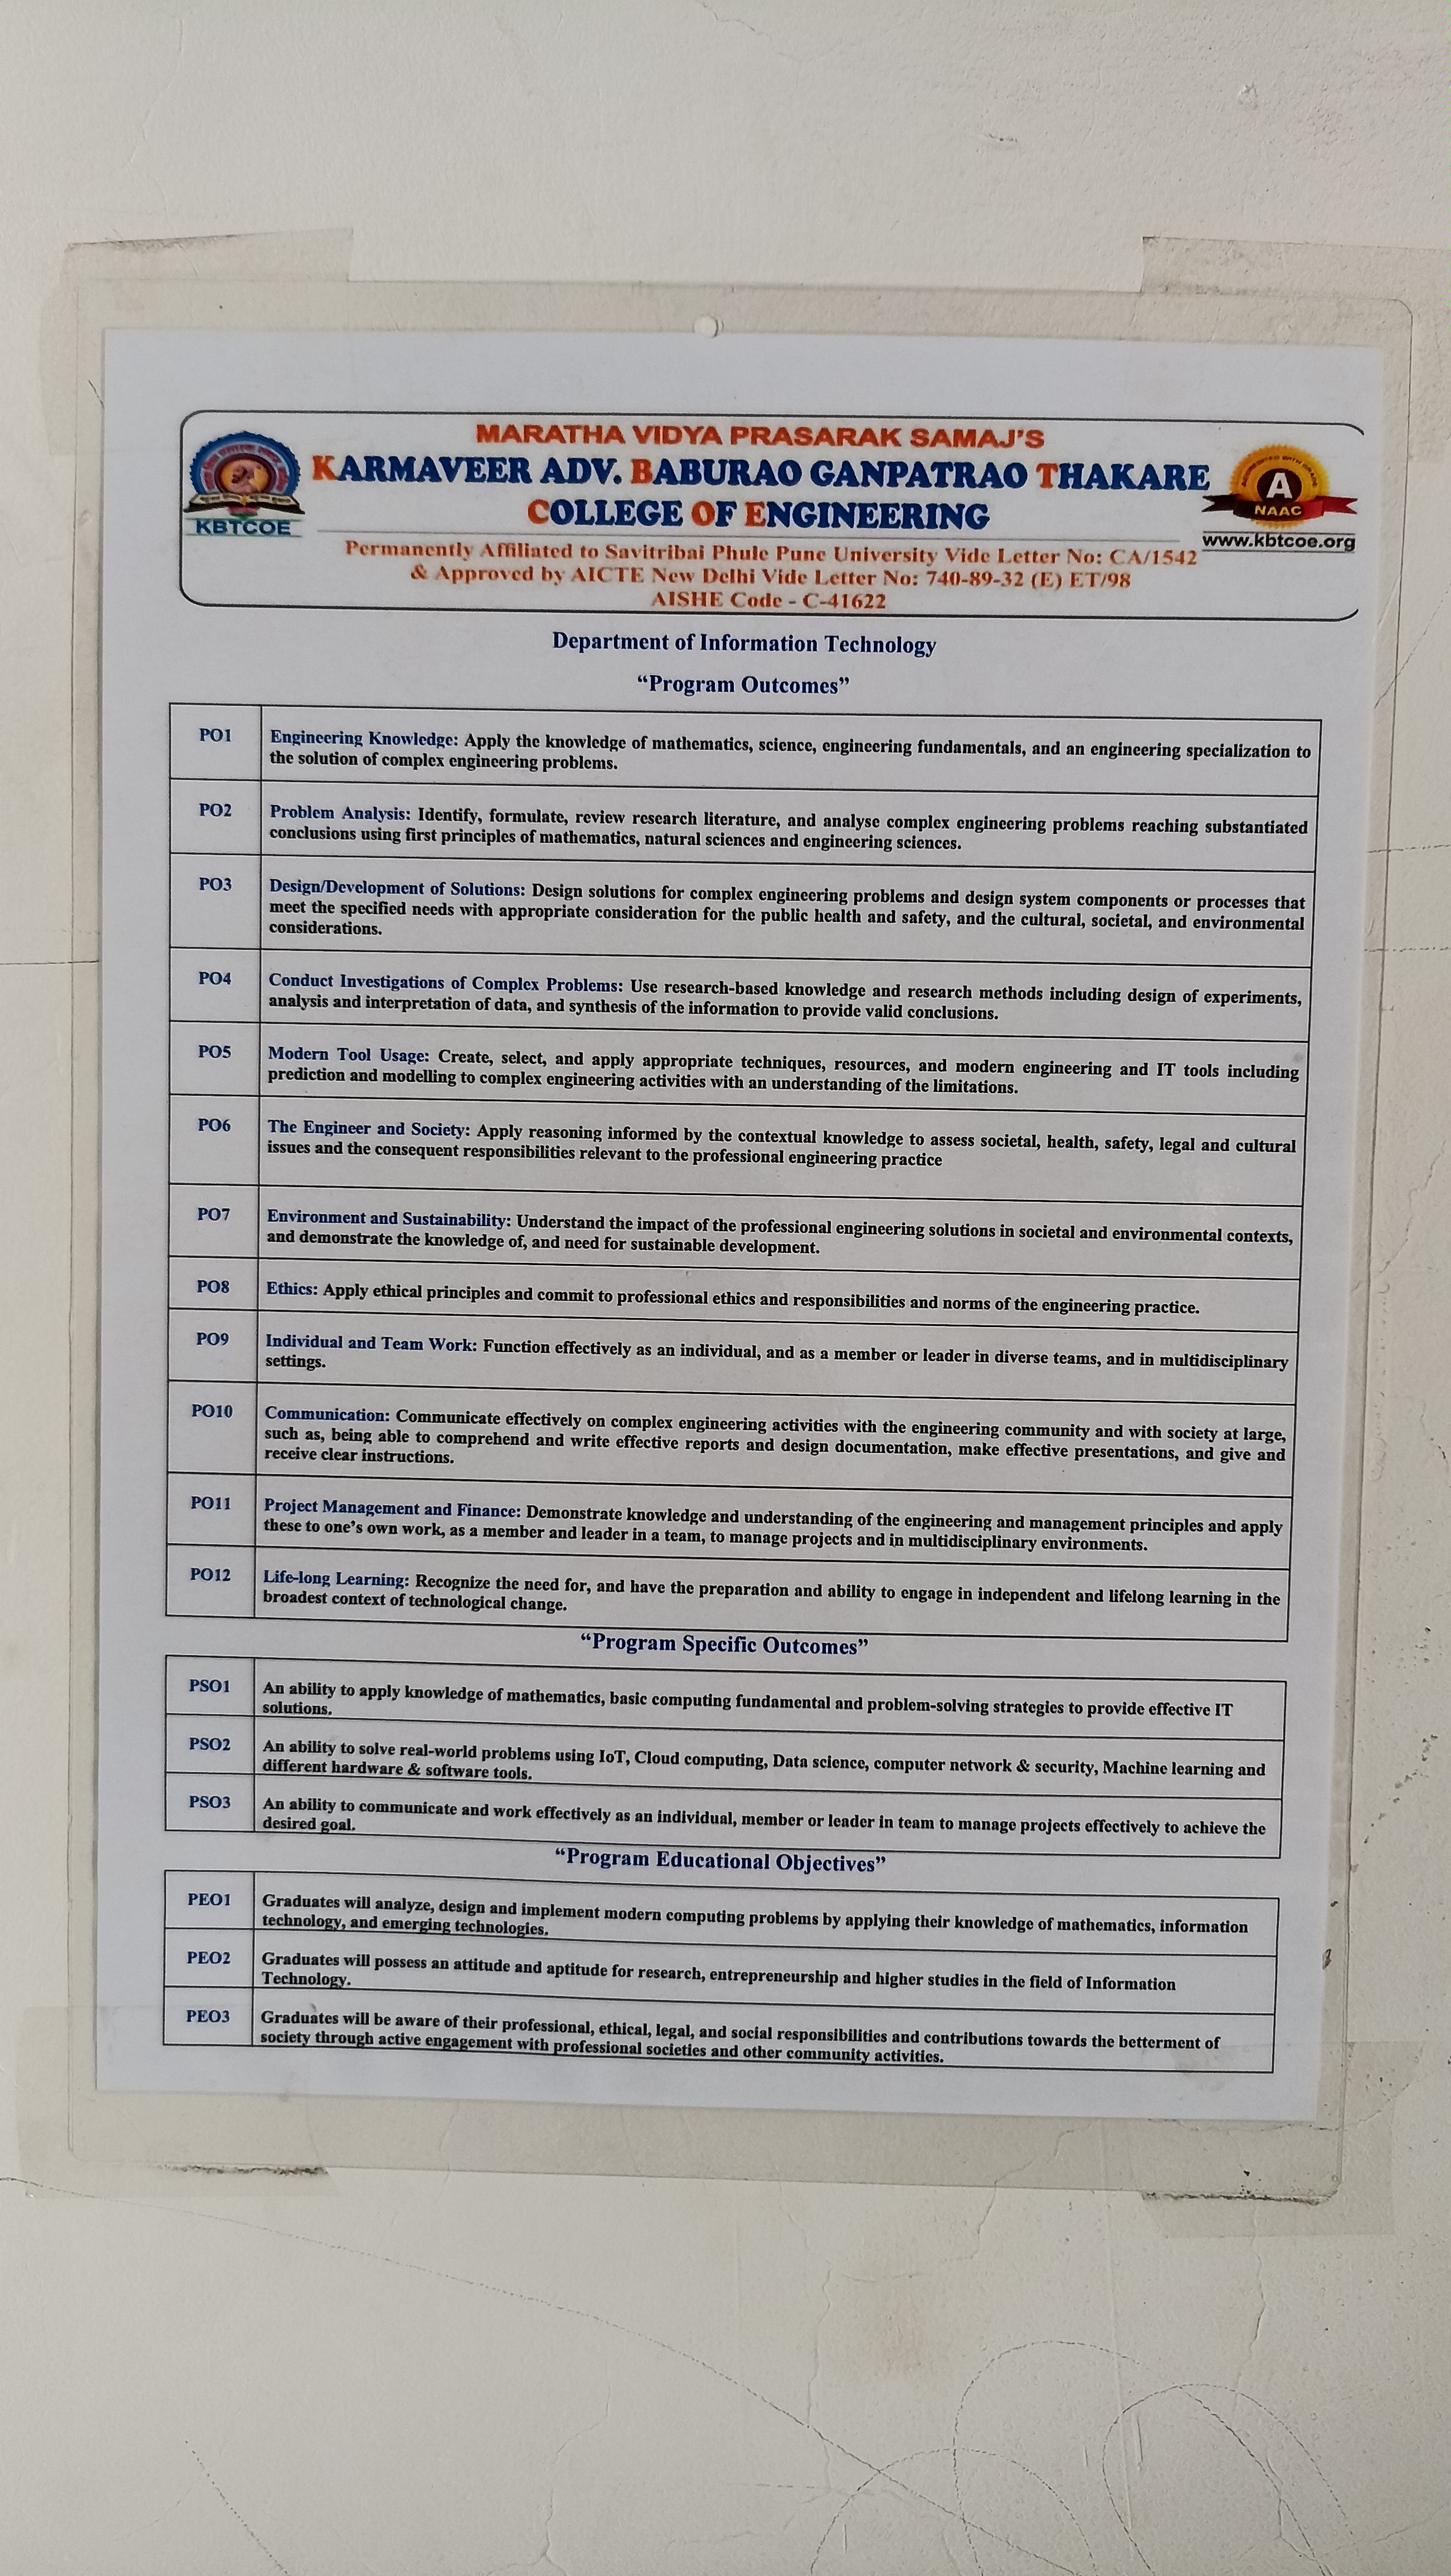 MARATHA VIDYA PRASARAK SAMAJ'S
KARMAVEER ADV. BABURAO GANPATRAO THAKARE
COLLEGE OF ENGINEERING
KBTCOE
A
NAAC
www.kbtcoe.org
Permanently Affiliated to Savitribai Phule Pune University Vide Letter No: CA/1542
& Approved by AICTE New Delhi Vide Letter No: 740-89-32 (E) ET/98
AISHE Code - C-41622
Department of Information Technology
“Program Outcomes”
PO1 Engineering Knowledge: Apply the knowledge of mathematics, science, engineering fundamentals, and an engineering specialization to
the solution of complex engineering problems.
PO2 Problem Analysis: Identify, formulate, review research literature, and analyse complex engineering problems reaching substantiated
conclusions using first principles of mathematics, natural sciences and engineering sciences.
PO3 Design/Development of Solutions: Design solutions for complex engineering problems and design system components or processes that
meet the specified needs with appropriate consideration for the public health and safety, and the cultural, societal, and environmental
considerations.
PO4 Conduct Investigations of Complex Problems: Use research-based knowledge and research methods including design of experiments,
analysis and interpretation of data, and synthesis of the information to provide valid conclusions.
PO5 Modern Tool Usage: Create, select, and apply appropriate techniques, resources, and modern engineering and IT tools including
prediction and modelling to complex engineering activities with an understanding of the limitations.
PO6 The Engineer and Society: Apply reasoning informed by the contextual knowledge to assess societal, health, safety, legal and cultural
issues and the consequent responsibilities relevant to the professional engineering practice
PO7 Environment and Sustainability: Understand the impact of the professional engineering solutions in societal and environmental contexts,
and demonstrate the knowledge of, and need for sustainable development.
PO8 Ethics: Apply ethical principles and commit to professional ethics and responsibilities and norms of the engineering practice.
PO9 Individual and Team Work: Function effectively as an individual, and as a member or leader in diverse teams, and in multidisciplinary
settings.
PO10 Communication: Communicate effectively on complex engineering activities with the engineering community and with society at large,
such as, being able to comprehend and write effective reports and design documentation, make effective presentations, and give and
receive clear instructions.
PO11 Project Management and Finance: Demonstrate knowledge and understanding of the engineering and management principles and apply
these to one’s own work, as a member and leader in a team, to manage projects and in multidisciplinary environments.
PO12 Life-long Learning: Recognize the need for, and have the preparation and ability to engage in independent and lifelong learning in the
broadest context of technological change.
“Program Specific Outcomes”
PSO1 An ability to apply knowledge of mathematics, basic computing fundamental and problem-solving strategies to provide effective IT
solutions.
PSO2 An ability to solve real-world problems using IoT, Cloud computing, Data science, computer network & security, Machine learning and
different hardware & software tools.
PSO3 An ability to communicate and work effectively as an individual, member or leader in team to manage projects effectively to achieve the
desired goal.
“Program Educational Objectives”
PEO1 Graduates will analyze, design and implement modern computing problems by applying their knowledge of mathematics, information
technology, and emerging technologies.
PEO2 Graduates will possess an attitude and aptitude for research, entrepreneurship and higher studies in the field of Information
Technology.
PEO3 Graduates will be aware of their professional, ethical, legal, and social responsibilities and contributions towards the betterment of
society through active engagement with professional societies and other community activities.